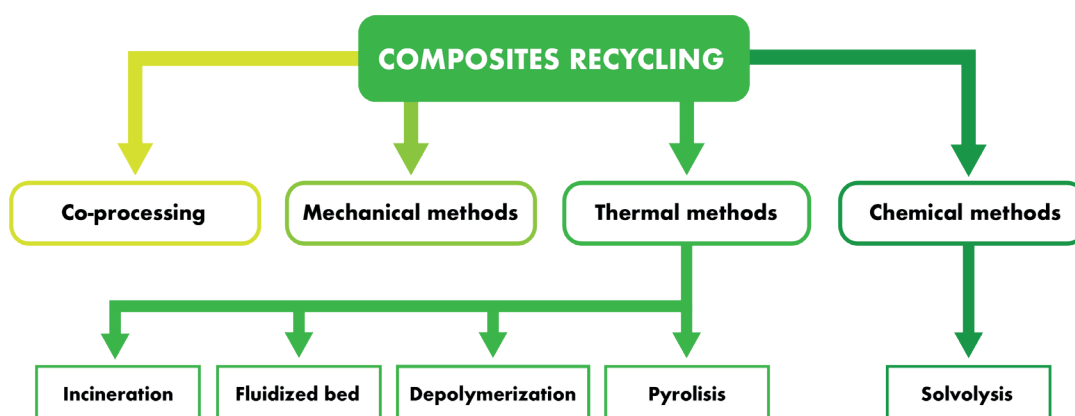 COMPOSITES RECYCLING
Co-processing
Mechanical methods
Thermal methods
Chemical methods
Incineration
Fluidized bed
Depolymerization
Pyrolisis
Solvolysis